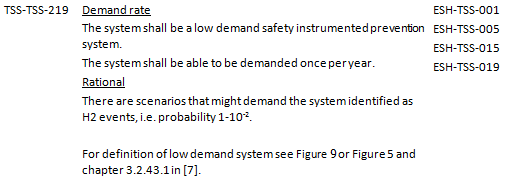 TSS-TSS-219 Demand rate ESH-TSS-001
The system shall be a low demand safety instrumented prevention ESH-TSS-005
system. ESH-TSS-015
The system shall be able to be demanded once per year. ESH-TSS-019
Rational
There are scenarios that might demand the system identified as
H2 events, i.e. probability 1-10⁻².
For definition of low demand system see Figure 9 or Figure 5 and
chapter 3.2.43.1 in [7].